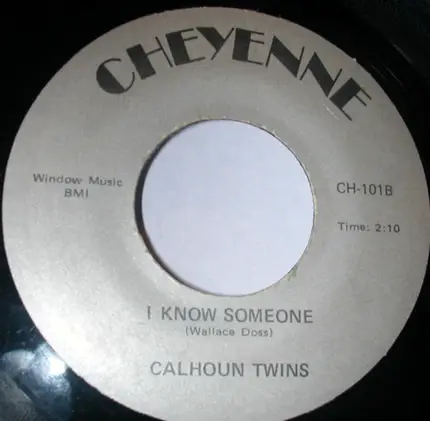 CHEYENNE
Window Music
BMI
CH-101B
Time: 2:10
I KNOW SOMEONE
(Wallace Doss)
CALHOUN TWINS